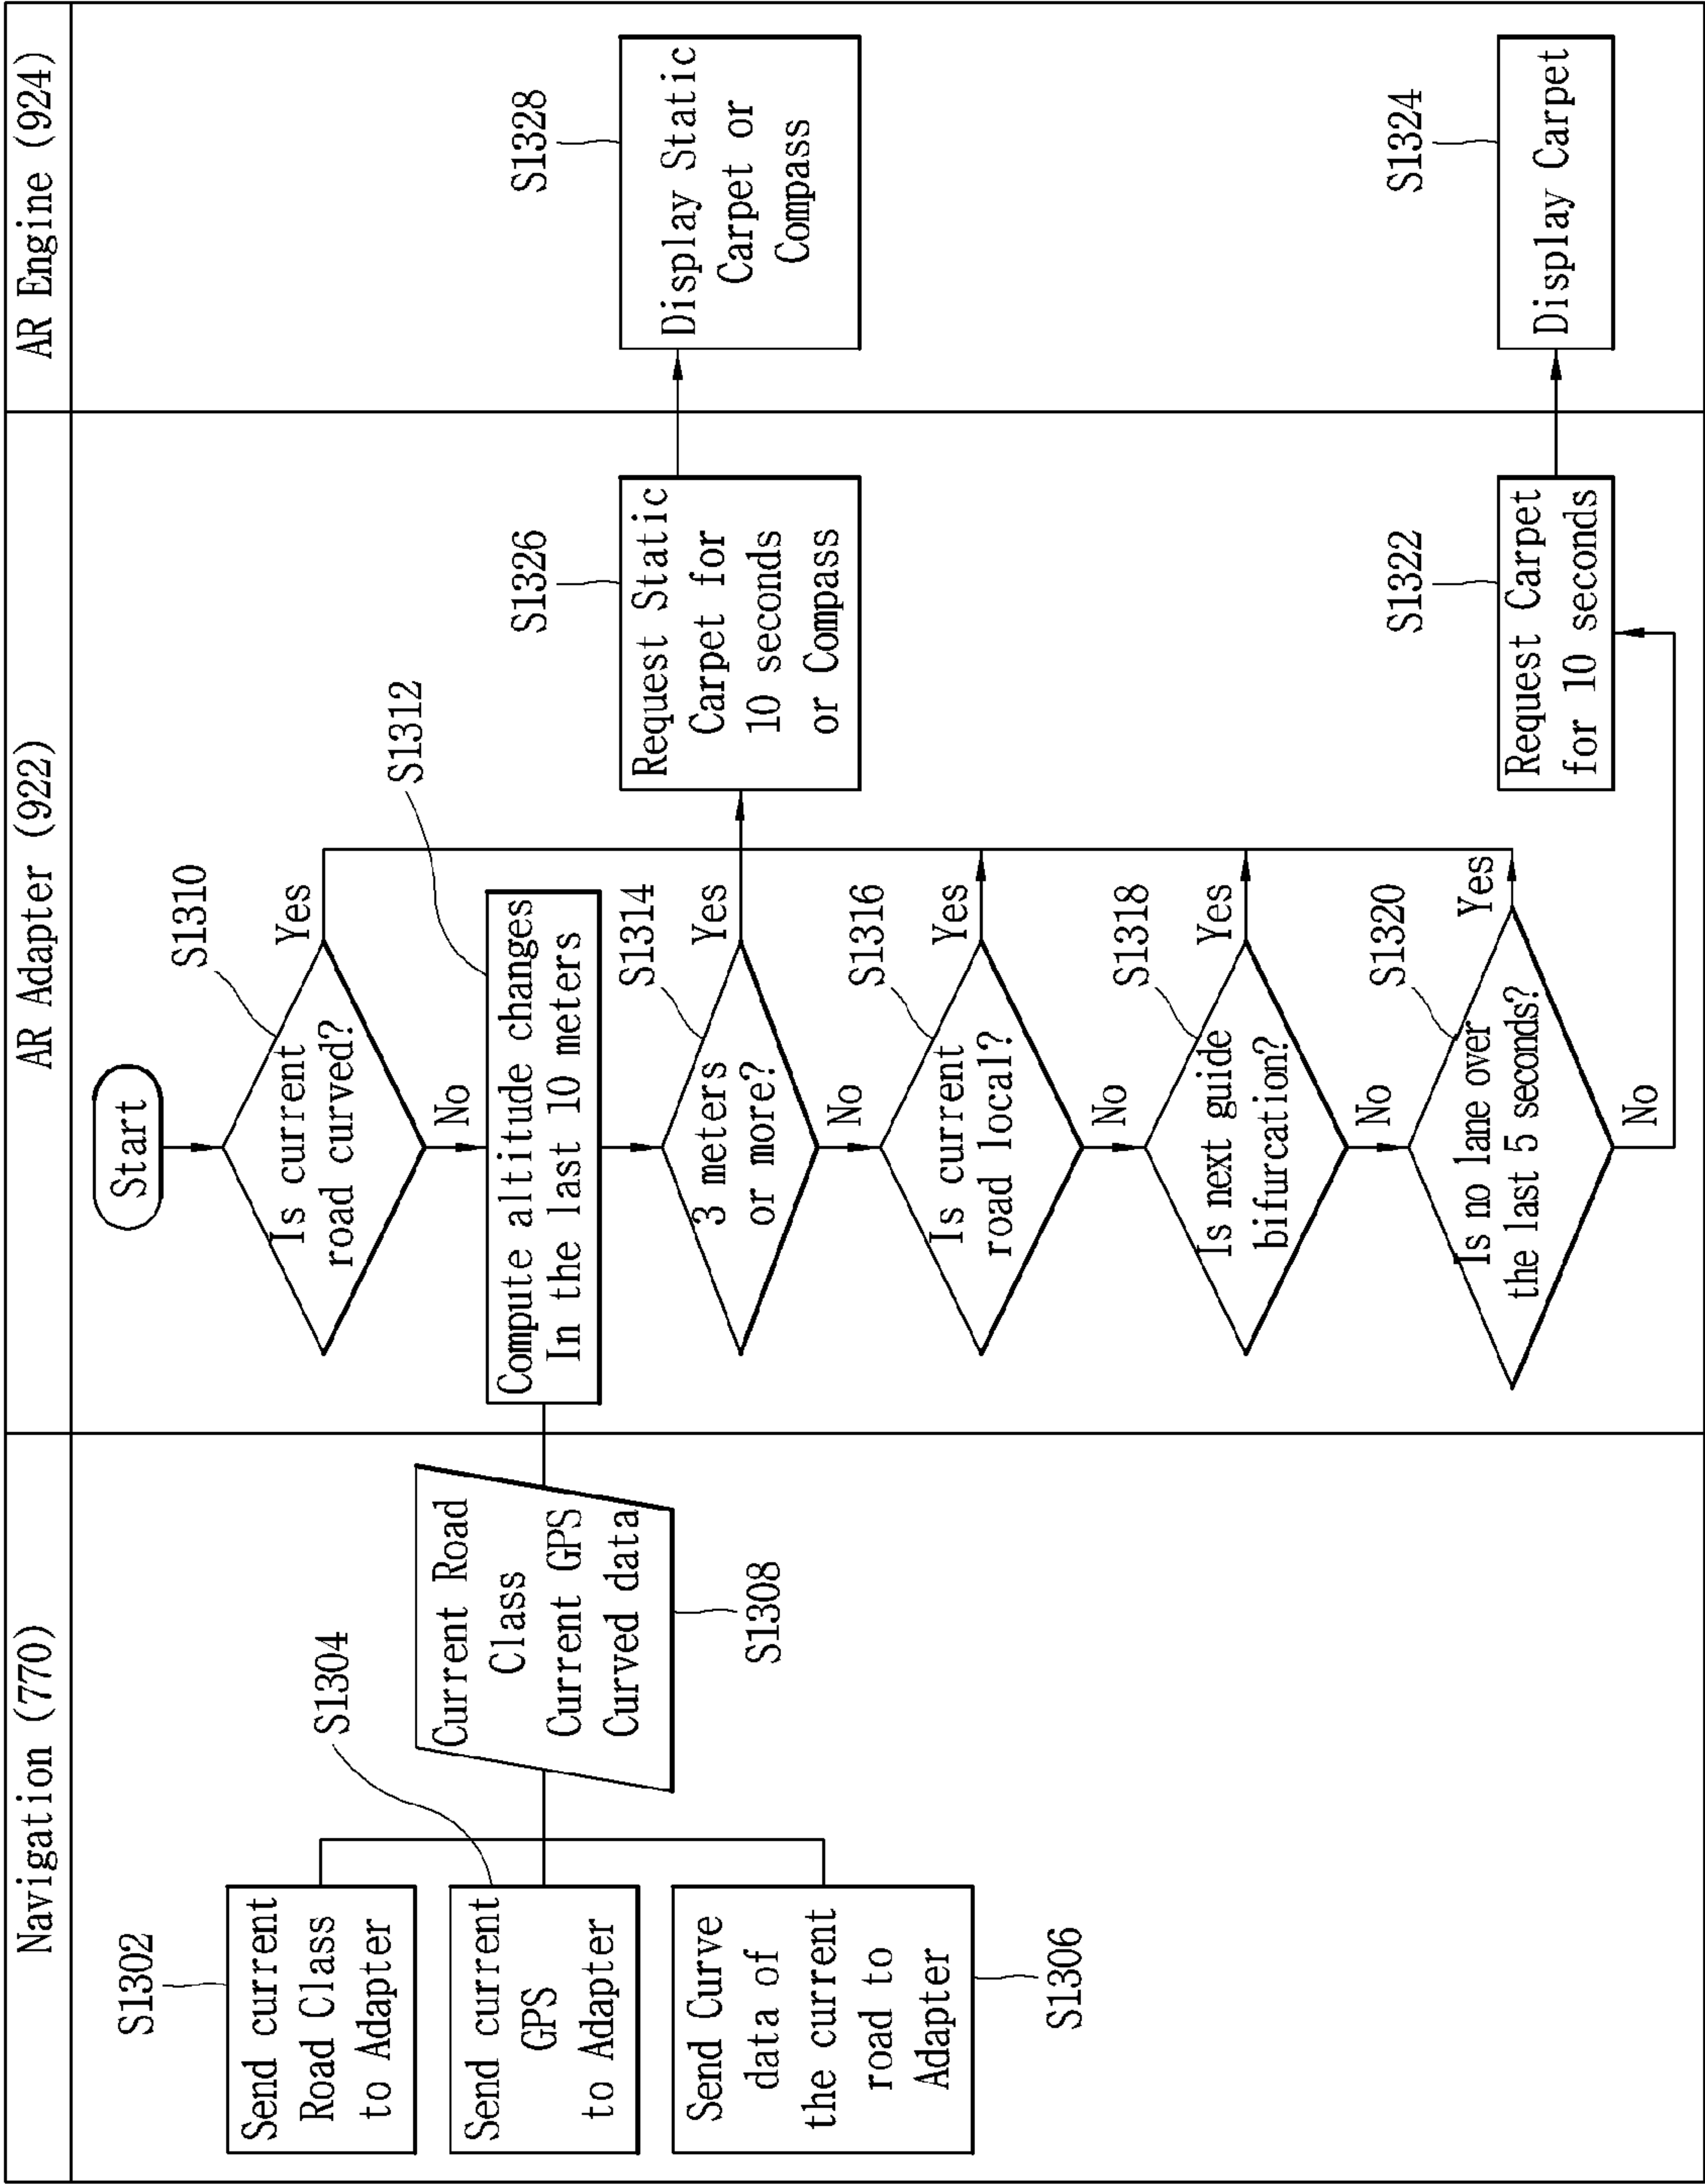 Navigation (770)
AR Adapter (922)
AR Engine (924)
S1302
Send current
Road Class
to Adapter
S1304
Send current
GPS
to Adapter
Send Curve
data of
the current
road to
Adapter
S1306
Current Road
Class
Current GPS
Curved data
S1308
Start
S1310
Is current
road curved?
Yes
No
S1312
Compute altitude changes
In the last 10 meters
S1314
3 meters
or more?
Yes
No
S1316
Is current
road local?
Yes
No
S1318
Is next guide
bifurcation?
Yes
No
S1320
Is no lane over
the last 5 seconds?
Yes
No
S1326
Request Static
Carpet for
10 seconds
or Compass
S1322
Request Carpet
for 10 seconds
S1328
Display Static
Carpet or
Compass
S1324
Display Carpet